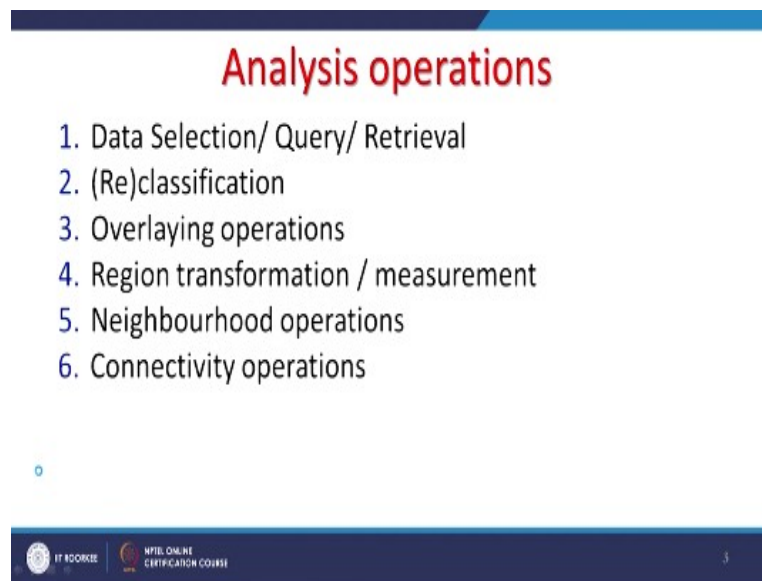 Analysis operations
1. Data Selection/ Query/ Retrieval
2. (Re)classification
3. Overlaying operations
4. Region transformation / measurement
5. Neighbourhood operations
6. Connectivity operations
IIT ROORKEE
NPTEL ONLINE
CERTIFICATION COURSE
3